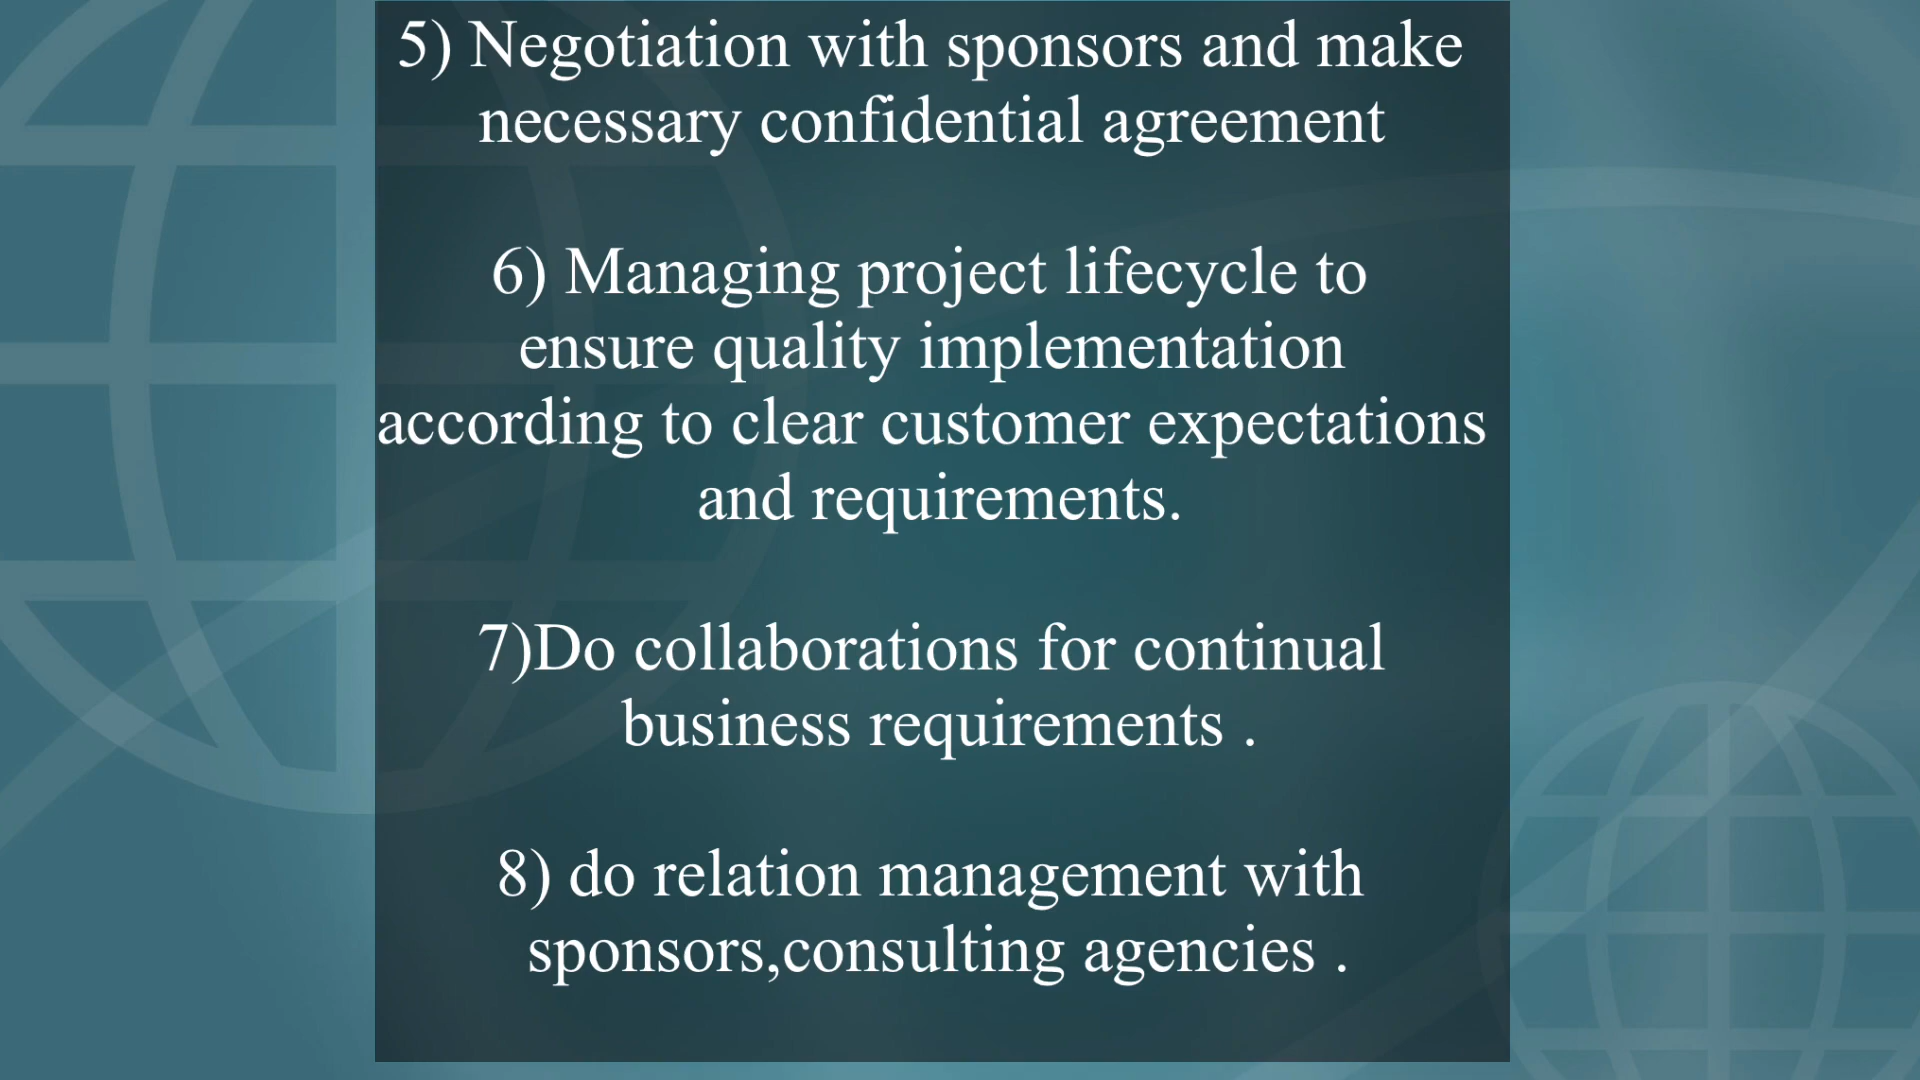 5) Negotiation with sponsors and make
necessary confidential agreement
6) Managing project lifecycle to
ensure quality implementation
according to clear customer expectations
and requirements.
7)Do collaborations for continual
business requirements .
8) do relation management with
sponsors,consulting agencies .